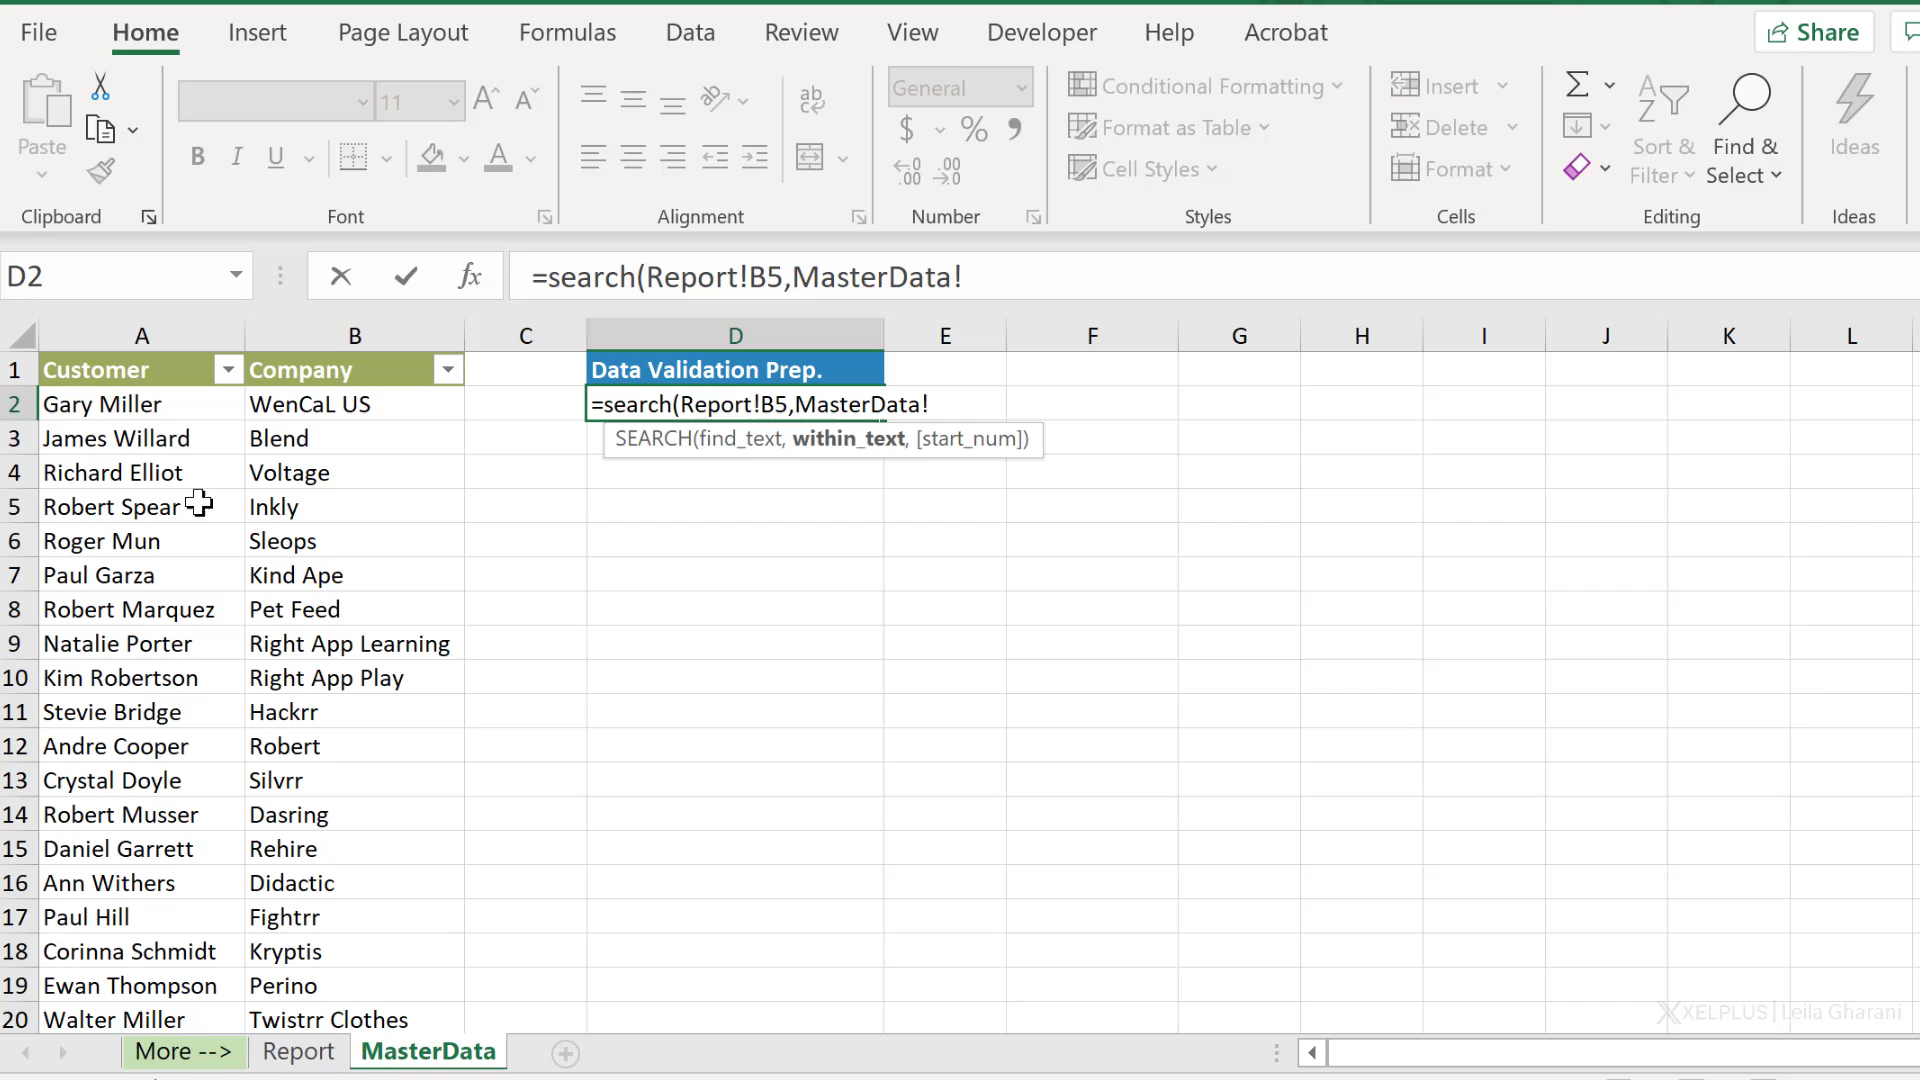 File Home Insert Page Layout Formulas Data Review View Developer Help Acrobat Share
11 General Conditional Formatting Insert
ab
c
Format as Table Delete
$ % 9
Paste Sort & Find & Ideas
B I U A .00 .00 Cell Styles Format Filter Select
Clipboard Font Alignment Number Styles Cells Editing Ideas
D2 fx =search(Report!B5,MasterData!
A B C D E F G H I J K L
1 Customer Company Data Validation Prep.
2 Gary Miller WenCaL US =search(Report!B5,MasterData!
3 James Willard Blend SEARCH(find_text, within_text, [start_num])
4 Richard Elliot Voltage
5 Robert Spear Inkly
6 Roger Mun Sleops
7 Paul Garza Kind Ape
8 Robert Marquez Pet Feed
9 Natalie Porter Right App Learning
10 Kim Robertson Right App Play
11 Stevie Bridge Hackrr
12 Andre Cooper Robert
13 Crystal Doyle Silvrr
14 Robert Musser Dasring
15 Daniel Garrett Rehire
16 Ann Withers Didactic
17 Paul Hill Fightrr
18 Corinna Schmidt Kryptis
19 Ewan Thompson Perino
20 Walter Miller Twistrr Clothes
XELPLUS | Leila Gharani
More --> Report MasterData